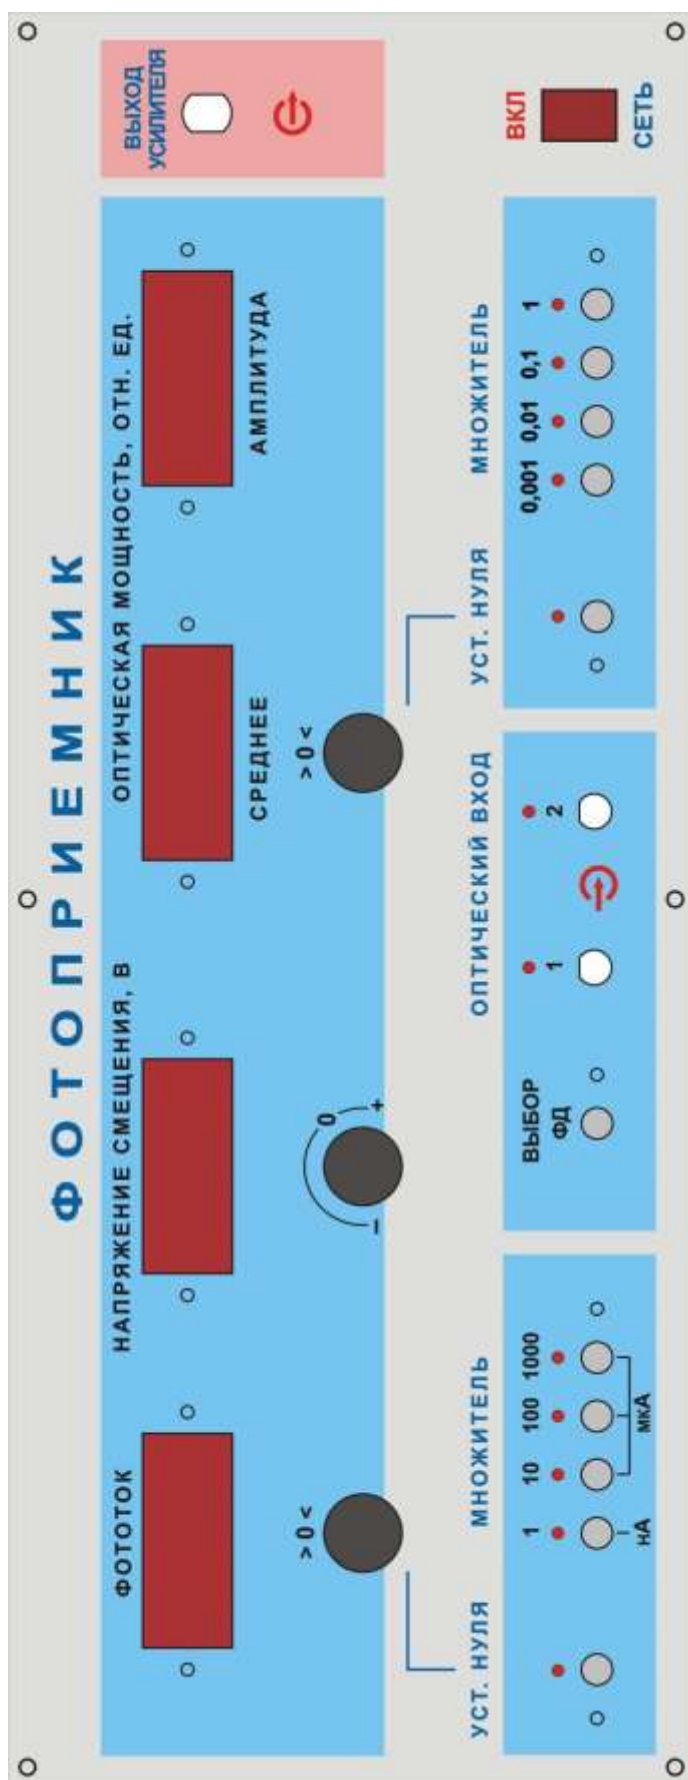 ФОТОПРИЕМНИК
ФОТОТОК
НАПРЯЖЕНИЕ СМЕЩЕНИЯ, В
ОПТИЧЕСКАЯ МОЩНОСТЬ, ОТН. ЕД.
СРЕДНЕЕ
АМПЛИТУДА
ВЫХОД
УСИЛИТЕЛЯ
>0<
− 0 +
>0<
УСТ. НУЛЯ
МНОЖИТЕЛЬ
1 10 100 1000
нА
мкА
ОПТИЧЕСКИЙ ВХОД
ВЫБОР
ФД
1
2
УСТ. НУЛЯ
МНОЖИТЕЛЬ
0,001 0,01 0,1 1
ВКЛ
СЕТЬ